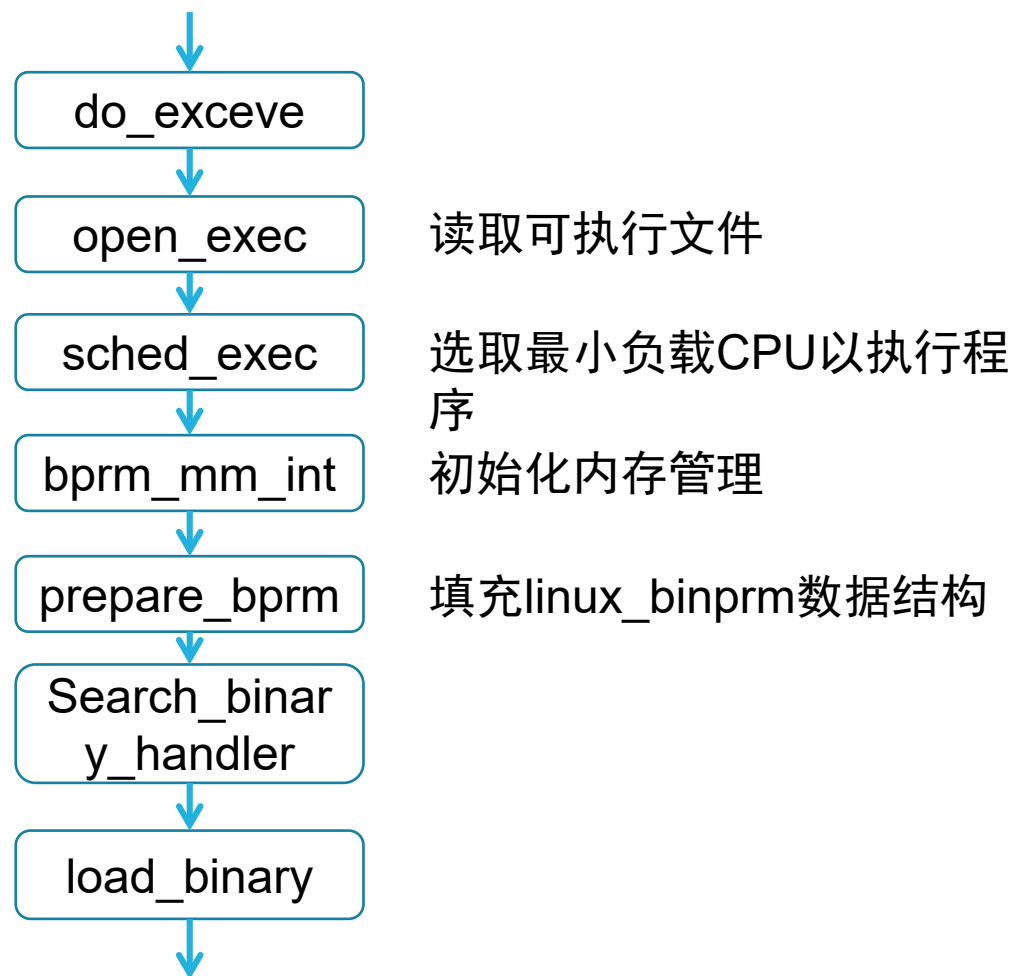 do_exceve
open_exec
读取可执行文件
sched_exec
选取最小负载CPU以执行程
序
bprm_mm_int
初始化内存管理
prepare_bprm
填充linux_binprm数据结构
Search_binar
y_handler
load_binary